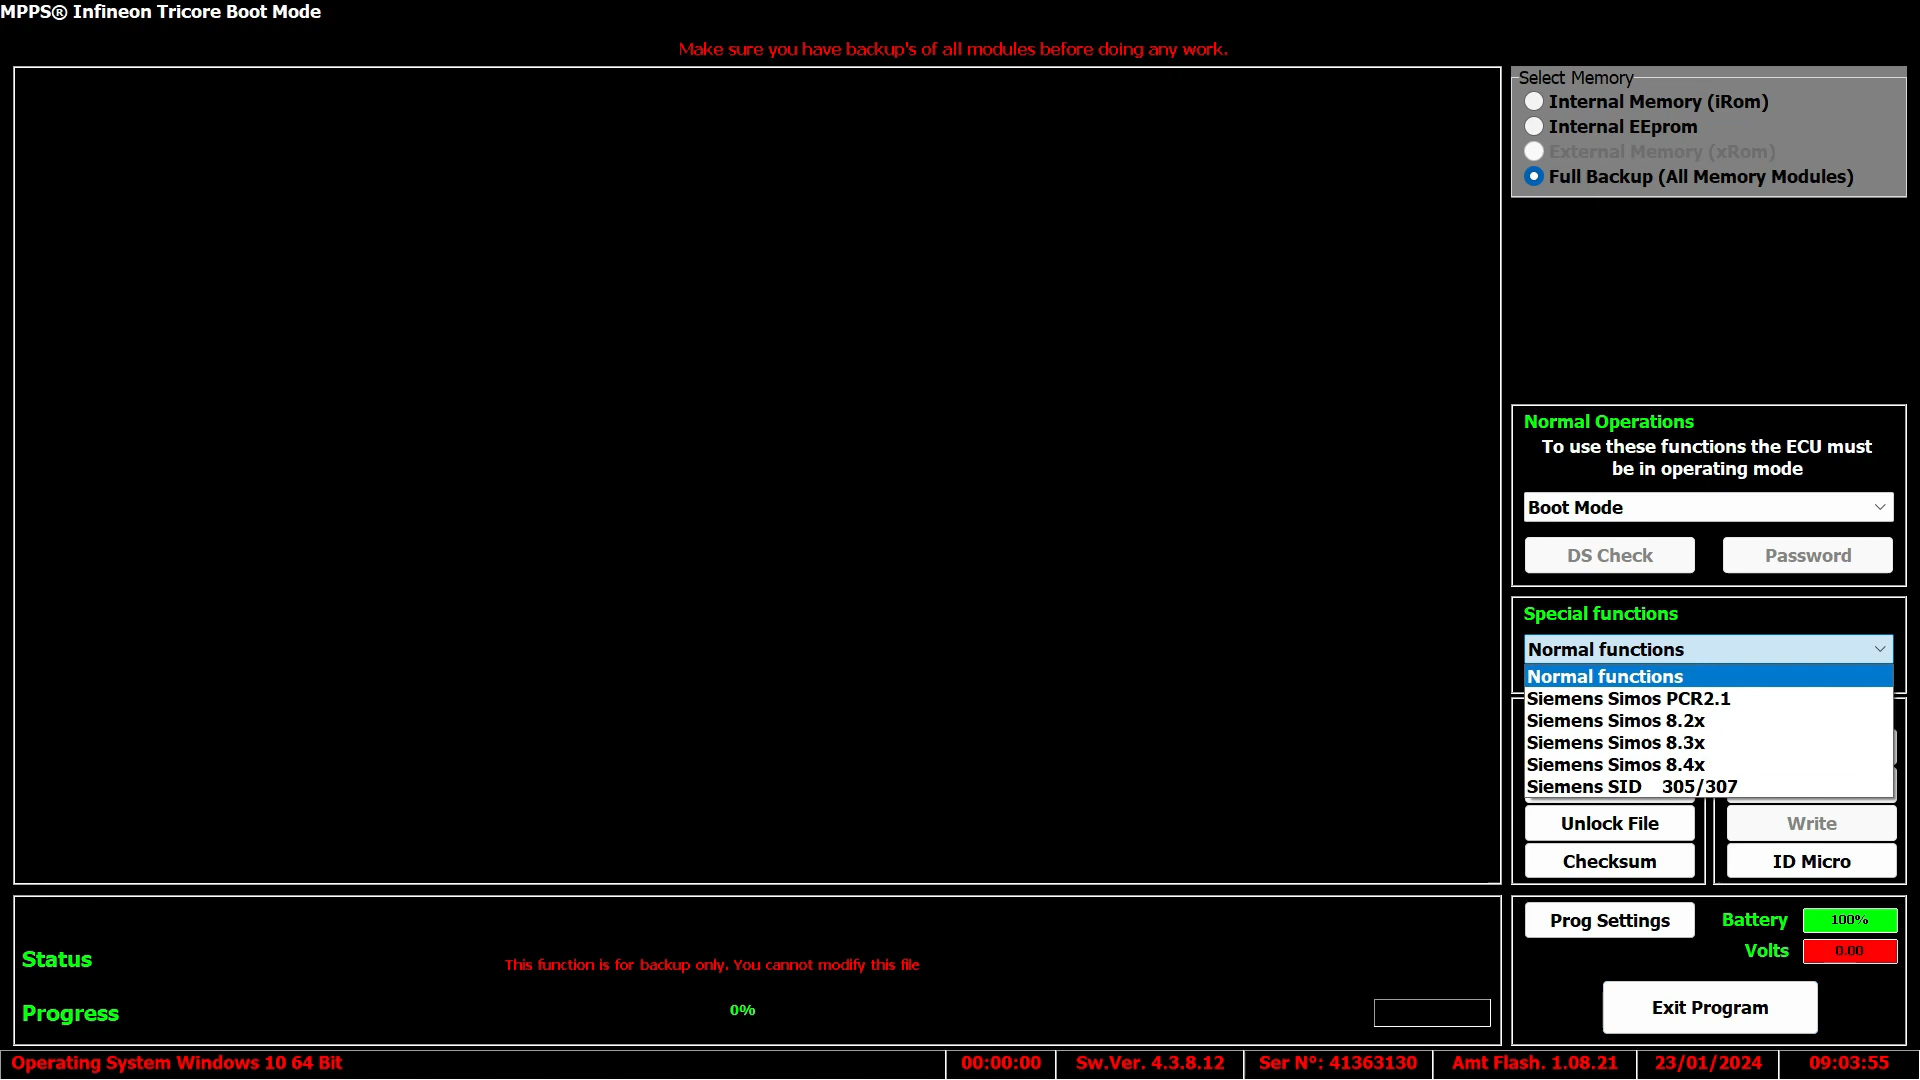 MPPS® Infineon Tricore Boot Mode
Make sure you have backup's of all modules before doing any work.
Select Memory
Internal Memory (iRom)
Internal EEprom
External Memory (xRom)
Full Backup (All Memory Modules)
Normal Operations
To use these functions the ECU must
be in operating mode
Boot Mode
DS Check
Password
Special functions
Normal functions
Normal functions
Siemens Simos PCR2.1
Siemens Simos 8.2x
Siemens Simos 8.3x
Siemens Simos 8.4x
Siemens SID 305/307
Unlock File
Write
Checksum
ID Micro
Prog Settings
Battery
100%
Volts
0.00
Exit Program
Status
This function is for backup only. You cannot modify this file
Progress
0%
Operating System Windows 10 64 Bit
00:00:00
Sw.Ver. 4.3.8.12
Ser N°: 41363130
Amt Flash. 1.08.21
23/01/2024
09:03:55